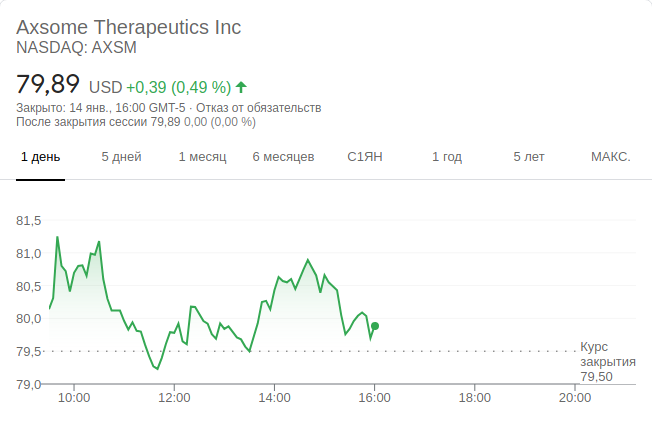 Axsome Therapeutics Inc
NASDAQ: AXSM
79,89 USD +0,39 (0,49 %)
Закрыто: 14 янв., 16:00 GMT-5 · Отказ от обязательств
После закрытия сессии 79,89 0,00 (0,00 %)
1 день 5 дней 1 месяц 6 месяцев С1ЯН 1 год 5 лет МАКС.
81,5
81,0
80,5
80,0
79,5
79,0
Курс
закрытия
79,50
10:00 12:00 14:00 16:00 18:00 20:00